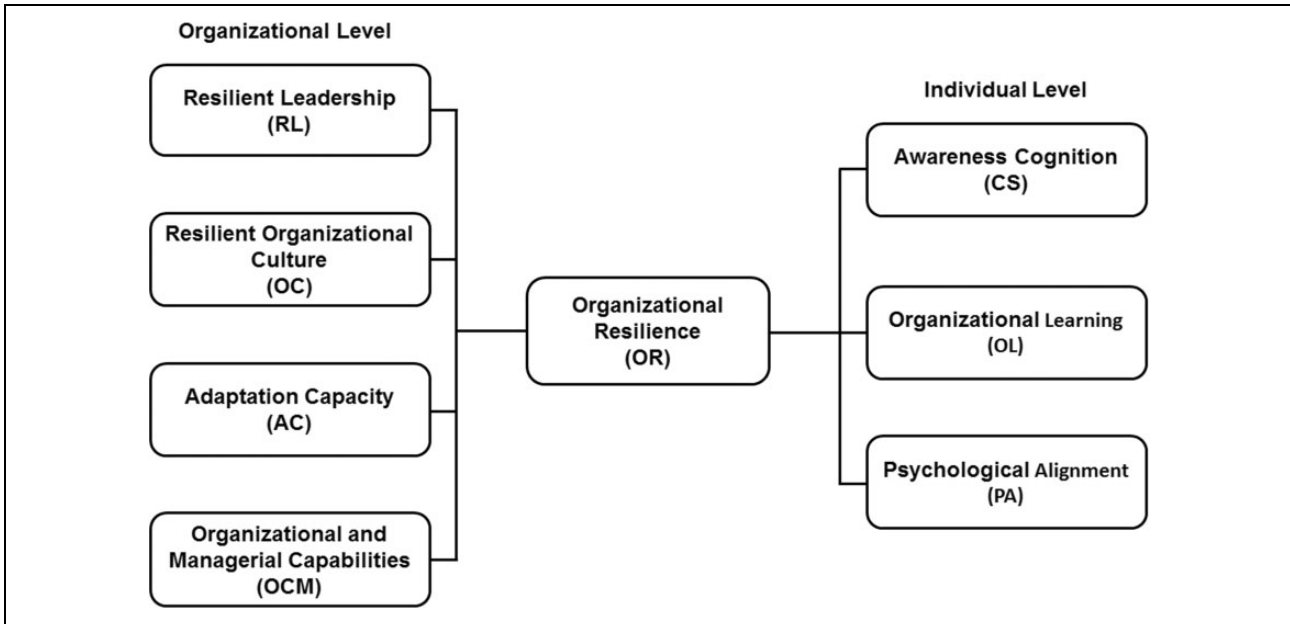 Organizational Level
Resilient Leadership
(RL)
Resilient Organizational
Culture
(OC)
Adaptation Capacity
(AC)
Organizational and
Managerial Capabilities
(OCM)
Organizational
Resilience
(OR)
Individual Level
Awareness Cognition
(CS)
Organizational Learning
(OL)
Psychological Alignment
(PA)